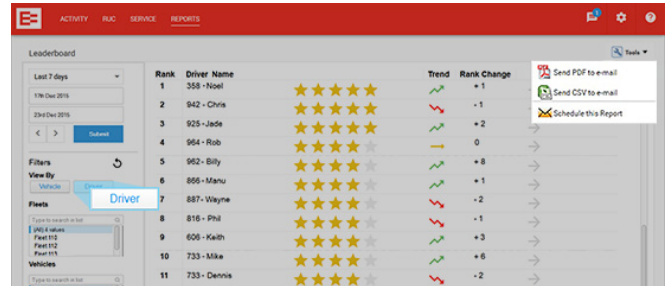 ACTIVITY RUC SERVICE REPORTS
Leaderboard
Tools
Last 7 days
17th Dec 2015
23rd Dec 2015
< > Submit
Filters
View By
Vehicle Driver
Driver
Fleets
Type to search in list
(All) 4 values
Fleet 110
Fleet 112
Fleet 113
Vehicles
Type to search in list
Rank Driver Name Trend Rank Change
1 358 - Noel + 1
2 942 - Chris - 1
3 925 - Jade + 2
4 964 - Rob 0
5 962 - Billy + 8
6 866 - Manu + 1
7 887 - Wayne - 2
8 816 - Phil - 1
9 606 - Keith + 3
10 733 - Mike + 6
11 733 - Dennis - 2
Send PDF to e-mail
Send CSV to e-mail
Schedule this Report